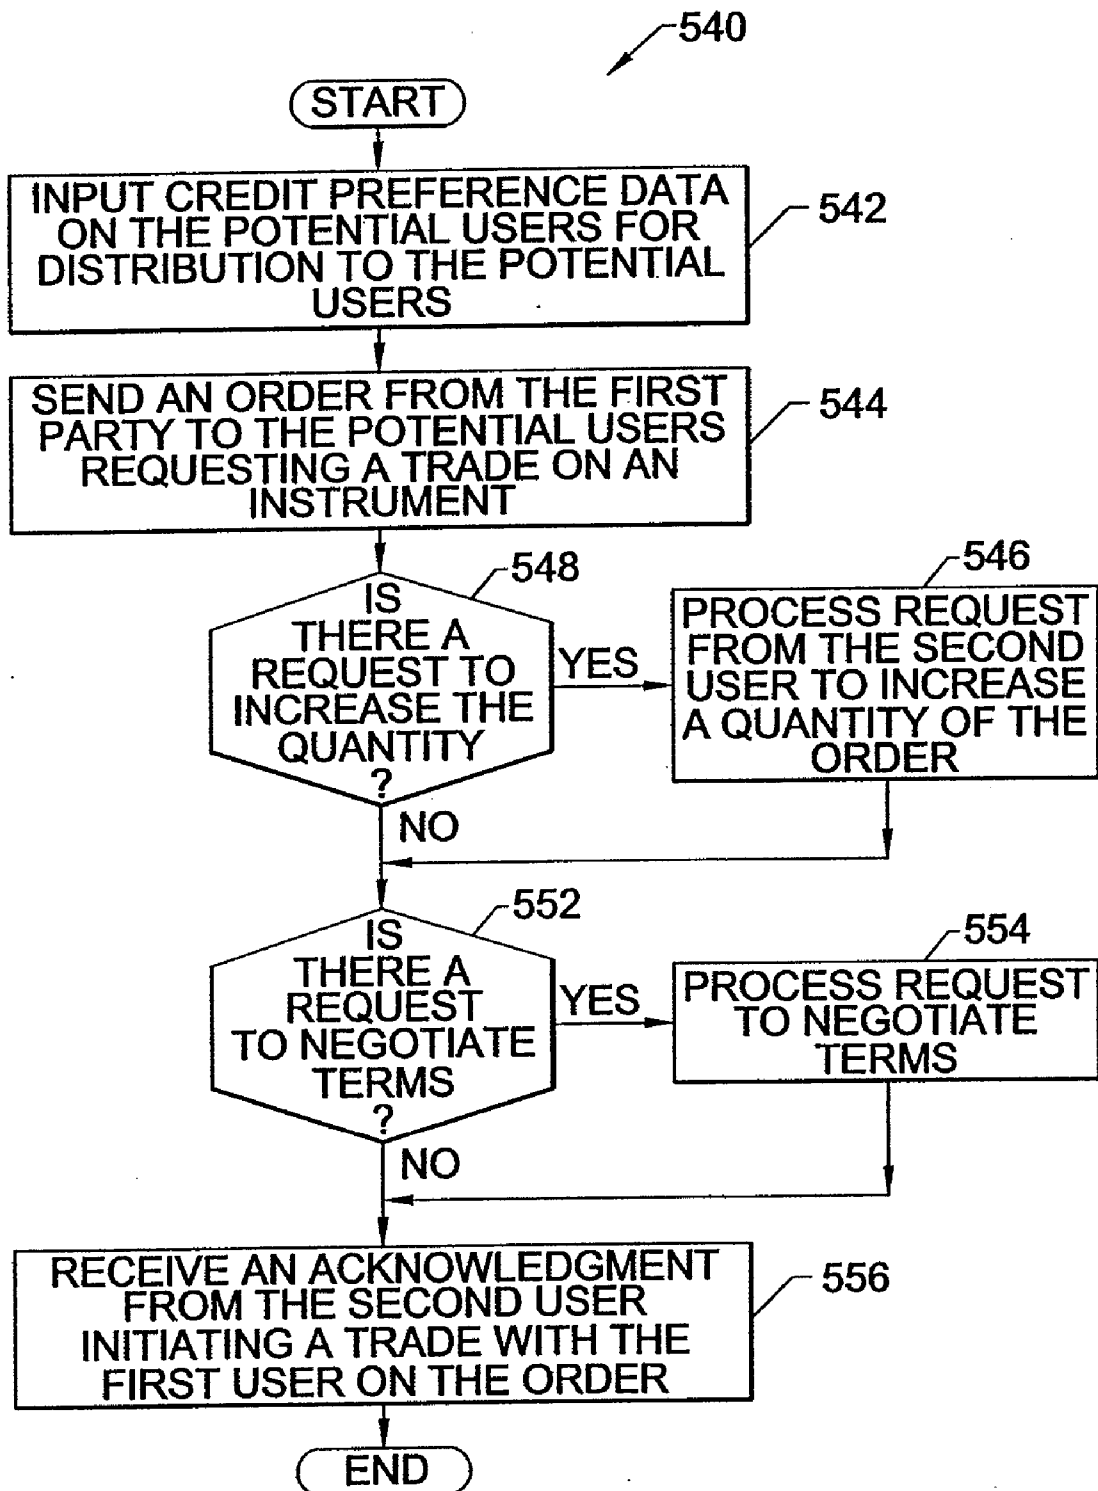 540
START
INPUT CREDIT PREFERENCE DATA
ON THE POTENTIAL USERS FOR
DISTRIBUTION TO THE POTENTIAL
USERS
542
SEND AN ORDER FROM THE FIRST
PARTY TO THE POTENTIAL USERS
REQUESTING A TRADE ON AN
INSTRUMENT
544
548
IS
THERE A
REQUEST TO
INCREASE THE
QUANTITY
?
YES
NO
546
PROCESS REQUEST
FROM THE SECOND
USER TO INCREASE
A QUANTITY OF THE
ORDER
552
IS
THERE A
REQUEST
TO NEGOTIATE
TERMS
?
YES
NO
554
PROCESS REQUEST
TO NEGOTIATE
TERMS
RECEIVE AN ACKNOWLEDGMENT
FROM THE SECOND USER
INITIATING A TRADE WITH THE
FIRST USER ON THE ORDER
556
END